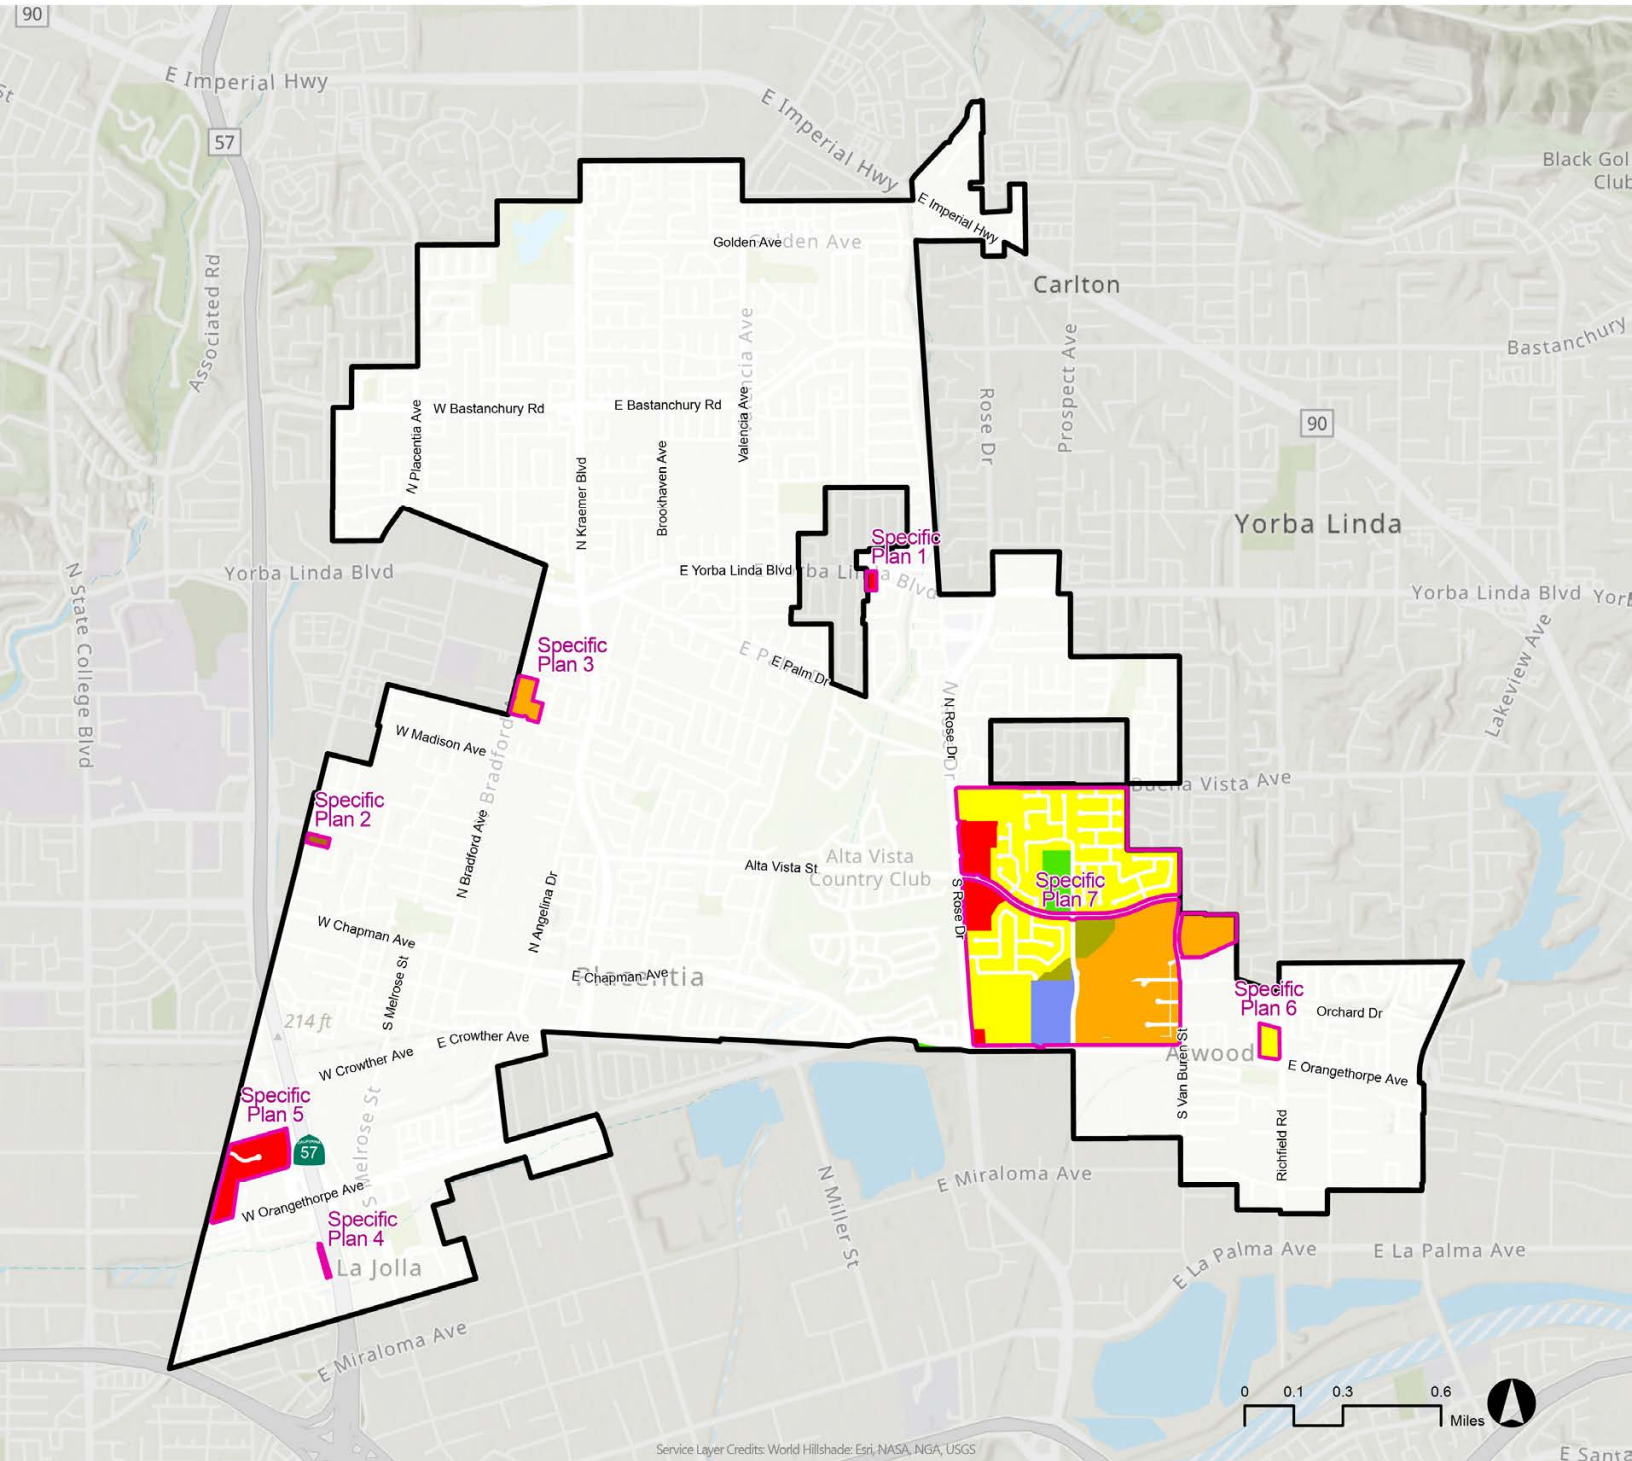 90
E Imperial Hwy
St
57
E Imperial Hwy
Black Gol
Club
E Imperial Hwy
Golden Ave
Golden Ave
Carlton
Associated Rd
Valencia Ave
Prospect Ave
Bastanchury
Rose Dr
90
N Placentia Ave
W Bastanchury Rd
E Bastanchury Rd
Valencia Ave
N Kraemer Blvd
Brookhaven Ave
Yorba Linda
Specific
Plan 1
Yorba Linda Blvd
E Yorba Linda Blvd
Yorba Linda Blvd
N State College Blvd
Lakeview Ave
Specific
Plan 3
E Palm Dr
N Rose Dr
W Madison Ave
N Bradford
Buena Vista Ave
Specific
Plan 2
N Bradford Ave
Alta Vista St
Alta Vista
Country Club
S Rose Dr
Specific
Plan 7
N Angelina Dr
W Chapman Ave
S Melrose St
E Chapman Ave
Placentia
Specific
Plan 6
Orchard Dr
214 ft
E Crowther Ave
W Crowther Ave
Atwood
S Van Buren St
E Orangethorpe Ave
Richfield Rd
Specific
Plan 5
CALIFORNIA
57
S Melrose St
W Orangethorpe Ave
N Miller St
E Miraloma Ave
Specific
Plan 4
La Jolla
E La Palma Ave
E La Palma Ave
E Miraloma Ave
0 0.1 0.3 0.6
Miles
Service Layer Credits: World Hillshade: Esri, NASA, NGA, USGS
E Santa